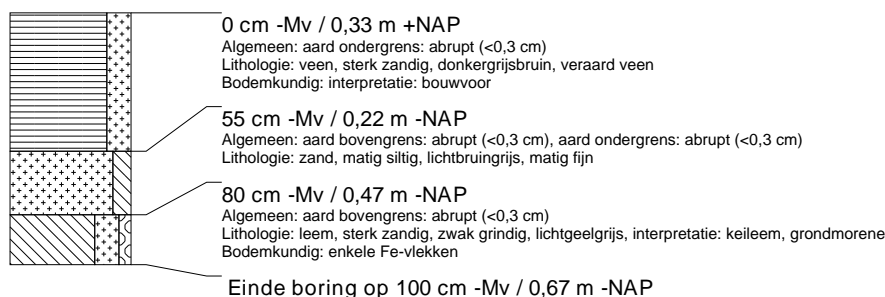 0 cm -Mv / 0,33 m +NAP
Algemeen: aard ondergrens: abrupt (<0,3 cm)
Lithologie: veen, sterk zandig, donkergrijsbruin, veraard veen
Bodemkundig: interpretatie: bouwvoor
55 cm -Mv / 0,22 m -NAP
Algemeen: aard bovengrens: abrupt (<0,3 cm), aard ondergrens: abrupt (<0,3 cm)
Lithologie: zand, matig siltig, lichtbruingrijs, matig fijn
80 cm -Mv / 0,47 m -NAP
Algemeen: aard bovengrens: abrupt (<0,3 cm)
Lithologie: leem, sterk zandig, zwak grindig, lichtgeelgrijs, interpretatie: keileem, grondmorene
Bodemkundig: enkele Fe-vlekken
Einde boring op 100 cm -Mv / 0,67 m -NAP